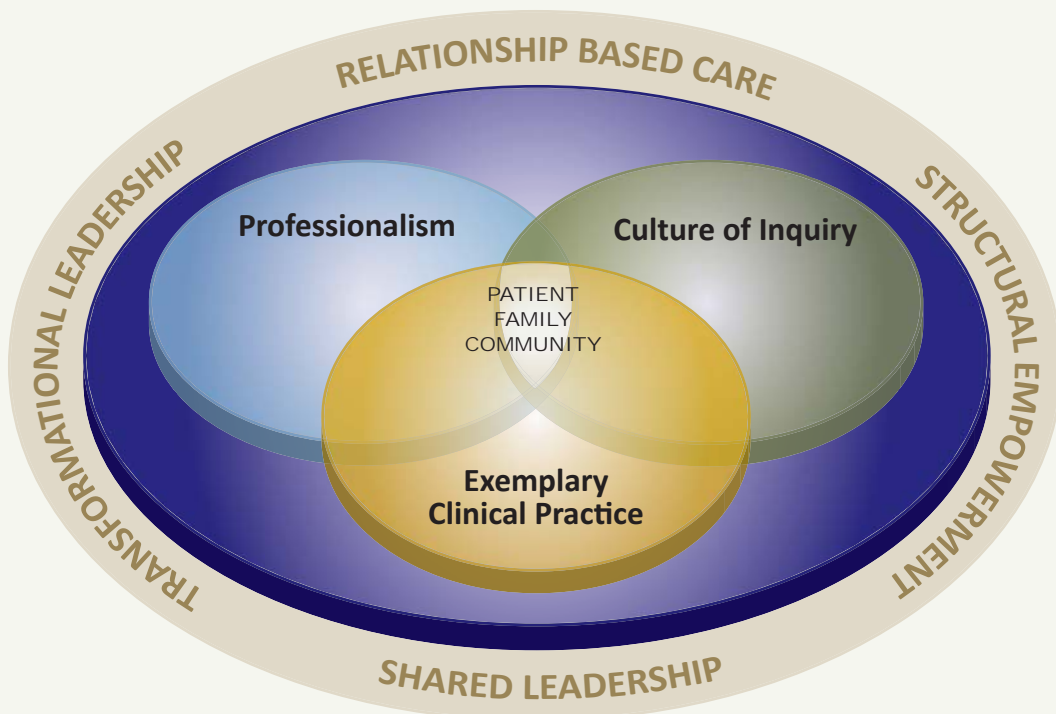 RELATIONSHIP BASED CARE
TRANSFORMATIONAL LEADERSHIP
STRUCTURAL EMPOWERMENT
Professionalism
Culture of Inquiry
PATIENT
FAMILY
COMMUNITY
Exemplary
Clinical Practice
SHARED LEADERSHIP